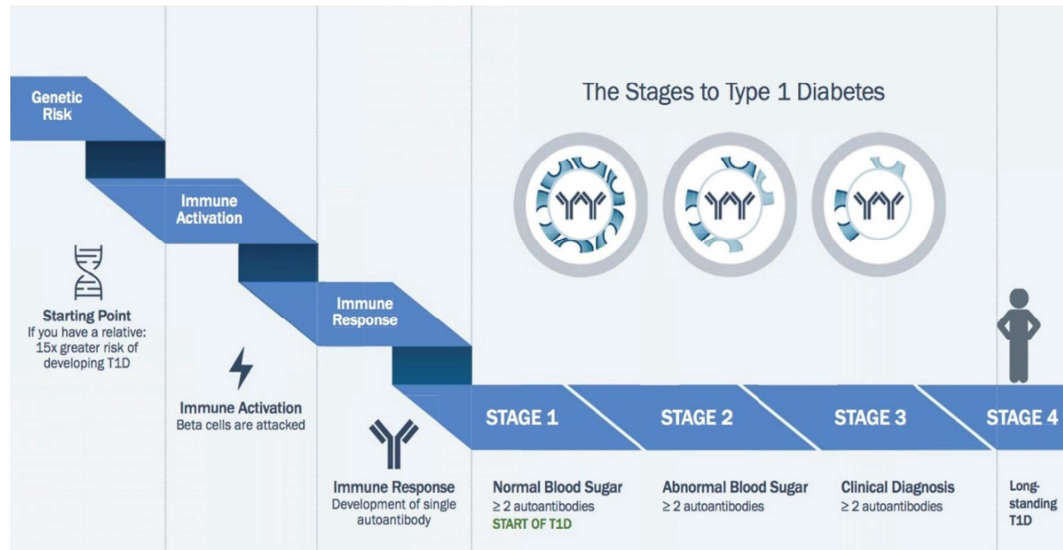 The Stages to Type 1 Diabetes
Genetic
Risk
Immune
Activation
Immune
Response
Starting Point
If you have a relative:
15x greater risk of
developing T1D
Immune Activation
Beta cells are attacked
Immune Response
Development of single
autoantibody
STAGE 1
STAGE 2
STAGE 3
STAGE 4
Normal Blood Sugar
≥ 2 autoantibodies
START OF T1D
Abnormal Blood Sugar
≥ 2 autoantibodies
Clinical Diagnosis
≥ 2 autoantibodies
Long-
standing
T1D